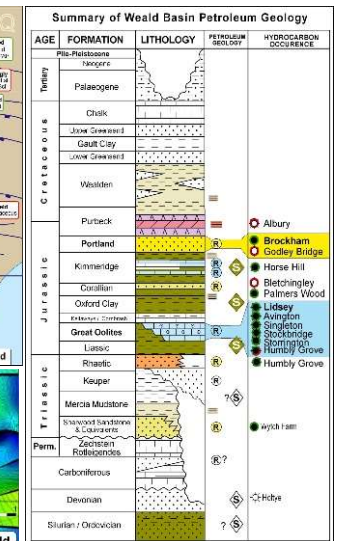 Summary of Weald Basin Petroleum Geology
AGE FORMATION LITHOLOGY PETROLEUM GEOLOGY HYDROCARBON OCCURENCE
Plio-Pleistocene
Neogene
Tertiary
Palaeogene
Chalk
Upper Greensand
Gault Clay
Lower Greensand
Cretaceous
Wealden
Purbeck
Albury
Portland
R
Brockham
Godley Bridge
Kimmeridge
R
R
S
Horse Hill
Jurassic
Corallian
R
Bletchingley
Palmers Wood
Oxford Clay
S
Lidsey
Avington
Great Oolites
R
Singleton
Stockbridge
Liassic
S
Storrington
Humbly Grove
Rhaetic
R
Humbly Grove
Keuper
R
Triassic
Mercia Mudstone
? S
Sherwood Sandstone
& Equivalents
R
Wytch Farm
Perm.
Zechstein
Rotliegendes
R ?
Carboniferous
Devonian
S
Silurian / Ordovician
? S